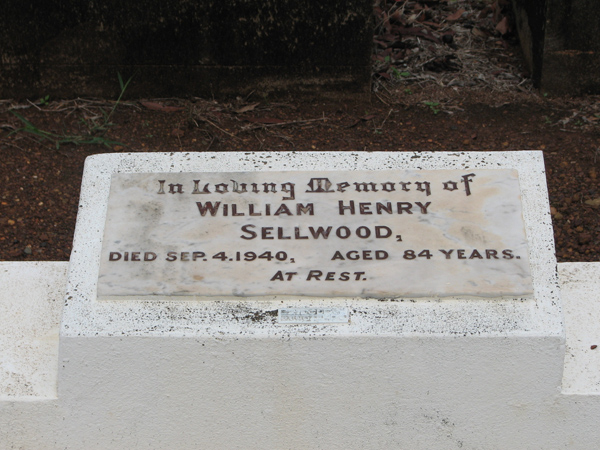 In Loving Memory of
WILLIAM HENRY
SELLWOOD,
DIED SEP. 4. 1940, AGED 84 YEARS.
AT REST.